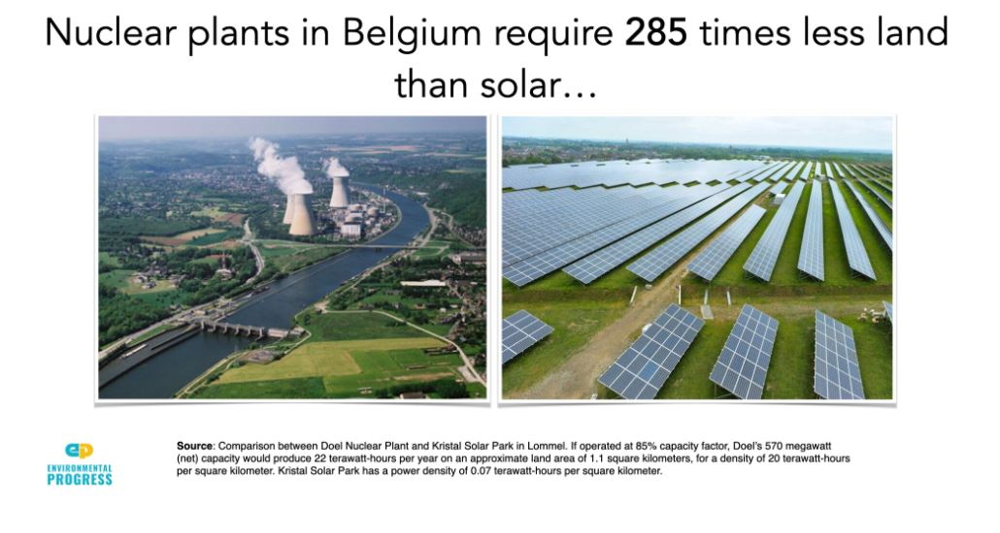 Nuclear plants in Belgium require 285 times less land
than solar...
Source: Comparison between Doel Nuclear Plant and Kristal Solar Park in Lommel. If operated at 85% capacity factor, Doel's 570 megawatt
(net) capacity would produce 22 terawatt-hours per year on an approximate land area of 1.1 square kilometers, for a density of 20 terawatt-hours
per square kilometer. Kristal Solar Park has a power density of 0.07 terawatt-hours per square kilometer.
ep
ENVIRONMENTAL
PROGRESS